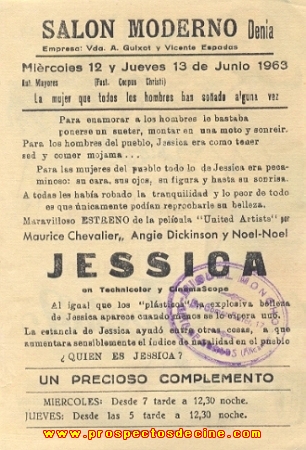 SALON MODERNO Denia
Empresa: Vda. A. Guixot y Vicente Espadas
Miércoles 12 y Jueves 13 de Junio 1963
Aut. Mayores (Fest. Corpus Christi)
La mujer que todos los hombres han soñado alguna vez
Para enamorar a los hombres le bastaba
ponerse un sueter, montar en una moto y sonreir.
Para los hombres del pueblo, Jessica era como tener
sed y comer mojama...
Para las mujeres del pueblo todo lo de Jessica era peca-
minoso: su cara, sus ojos, su figura y hasta su sonrisa.
A todas les había robado la tranquilidad y lo peor de todo
es que únicamente podían reprocharle su belleza.
Maravilloso ESTRENO de la película "United Artists" por
Maurice Chevalier,, Angie Dickinson y Noel-Noel
JESSICA
en Technicolor y CinemaScope
Al igual que los "plásticos" la explosiva belleza
de Jessica aparece cuando menos se lo espera uno.
La estancia de Jessica ayudó entre otras cosas, a que
aumentara sensiblemente el índice de natalidad en el pueblo
¿QUIEN ES JESSICA?
UN PRECIOSO COMPLEMENTO
MIERCOLES: Desde 7 tarde a 12,30 noche.
JUEVES: Desde las 5 tarde a 12,30 noche.
www.prospectosdecine.com